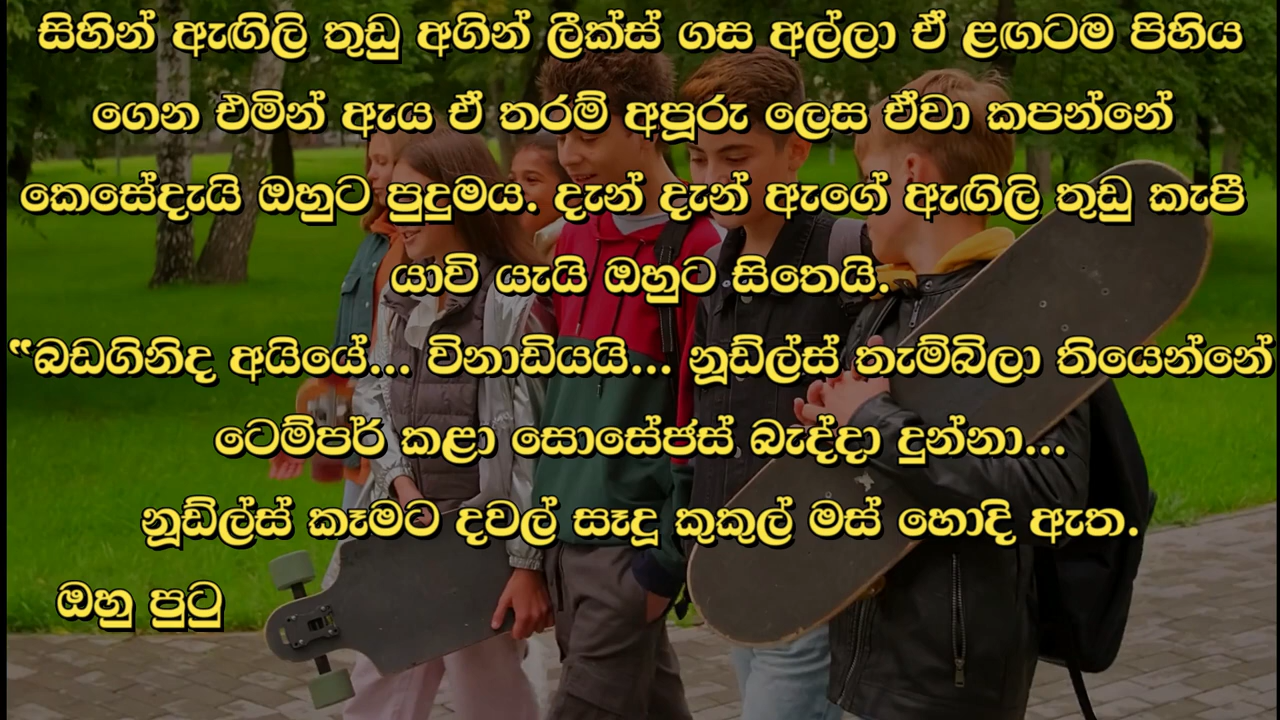 සිහින් ඇඟිලි තුඩු අගින් ලීක්ස් ගස අල්ලා ඒ ළඟටම පිහිය
ගෙන එමින් ඇය ඒ තරම් අපූරු ලෙස ඒවා කපන්නේ
කෙසේදැයි ඔහුට පුදුමය. දැන් දැන් ඇගේ ඇඟිලි තුඩු කැපී
යාවි යැයි ඔහුට සිතෙයි.
“බඩගිනිද අයියේ... විනාඩියයි... නූඩ්ල්ස් තැම්බිලා තියෙන්නේ
ටෙම්පර් කළා සොසේජස් බැද්දා දුන්නා...
නූඩ්ල්ස් කෑමට දවල් සෑදූ කුකුල් මස් හොදි ඇත.
ඔහු පුටු